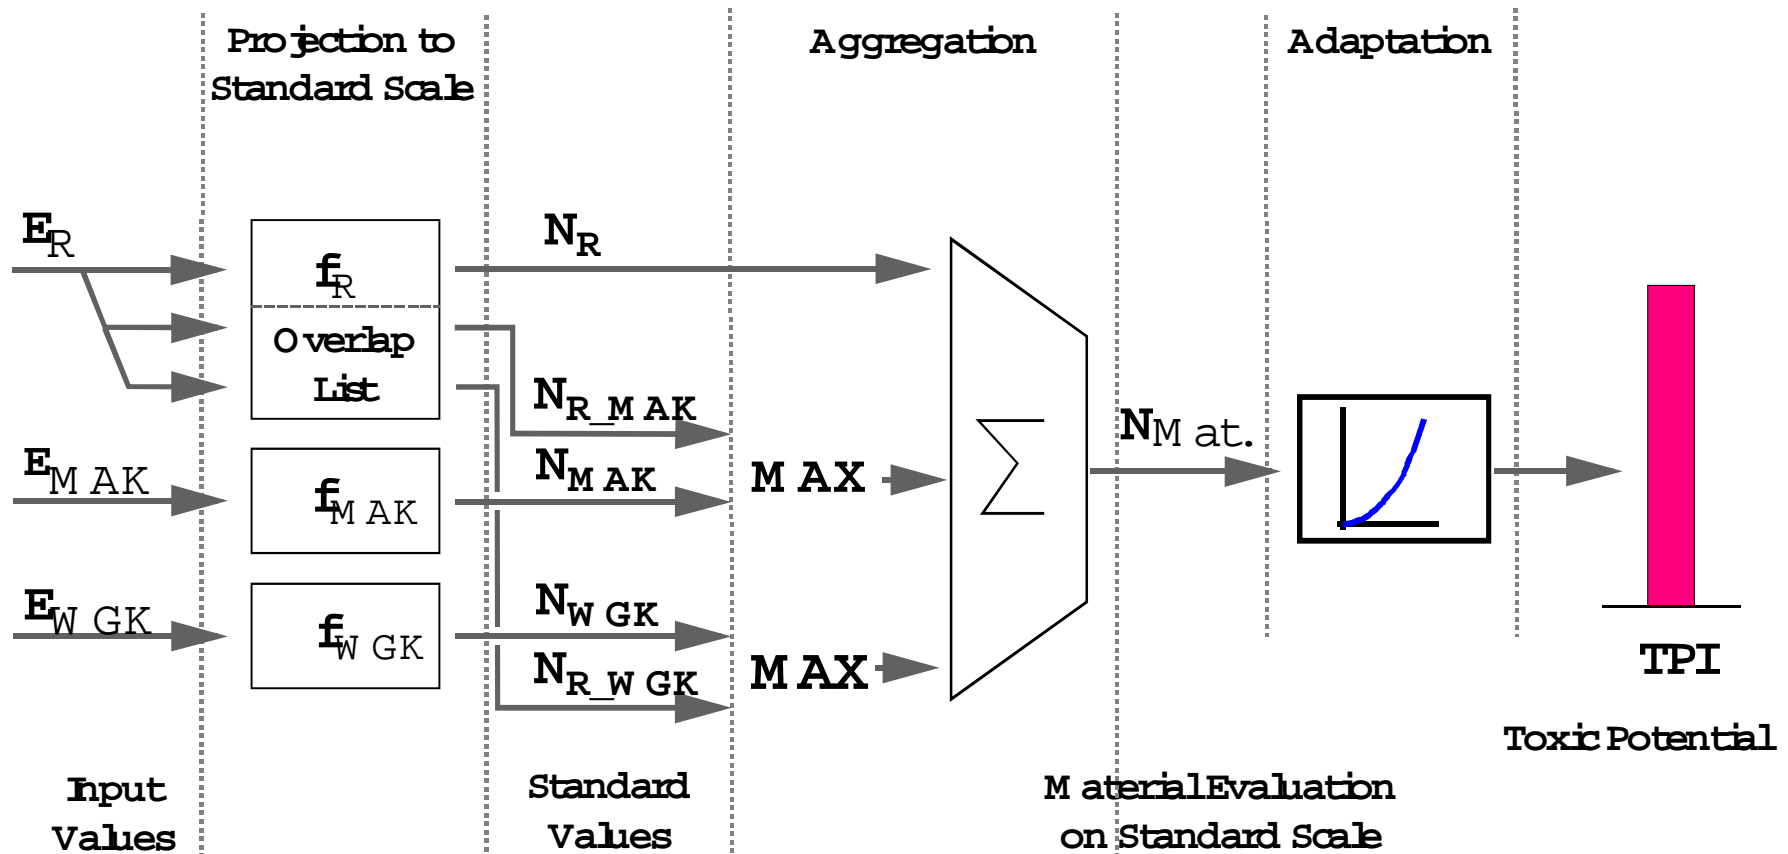 Projection to
Standard Scale
Aggregation
Adaptation
E_R
f_R
N_R
Overlap
List
N_R_MAK
E_MAK
f_MAK
N_MAK
MAX
∑
N_Mat.
E_WGK
f_WGK
N_WGK
N_R_WGK
MAX
TPI
Toxic Potential
Input
Values
Standard
Values
Material Evaluation
on Standard Scale